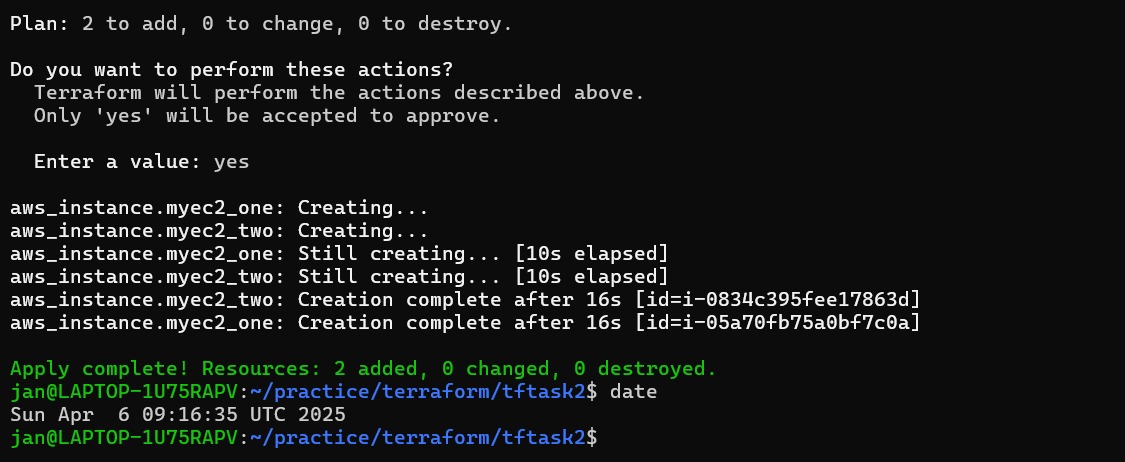 Plan: 2 to add, 0 to change, 0 to destroy.
Do you want to perform these actions?
Terraform will perform the actions described above.
Only 'yes' will be accepted to approve.
Enter a value: yes
aws_instance.myec2_one: Creating...
aws_instance.myec2_two: Creating...
aws_instance.myec2_one: Still creating... [10s elapsed]
aws_instance.myec2_two: Still creating... [10s elapsed]
aws_instance.myec2_two: Creation complete after 16s [id=i-0834c395fee17863d]
aws_instance.myec2_one: Creation complete after 16s [id=i-05a70fb75a0bf7c0a]
Apply complete! Resources: 2 added, 0 changed, 0 destroyed.
jan@LAPTOP-1U75RAPV:~/practice/terraform/tftask2$ date
Sun Apr  6 09:16:35 UTC 2025
jan@LAPTOP-1U75RAPV:~/practice/terraform/tftask2$